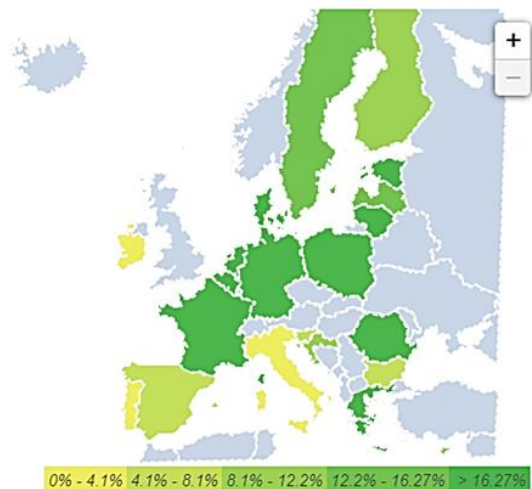 +
−
0% - 4.1% 4.1% - 8.1% 8.1% - 12.2% 12.2% - 16.27% > 16.27%